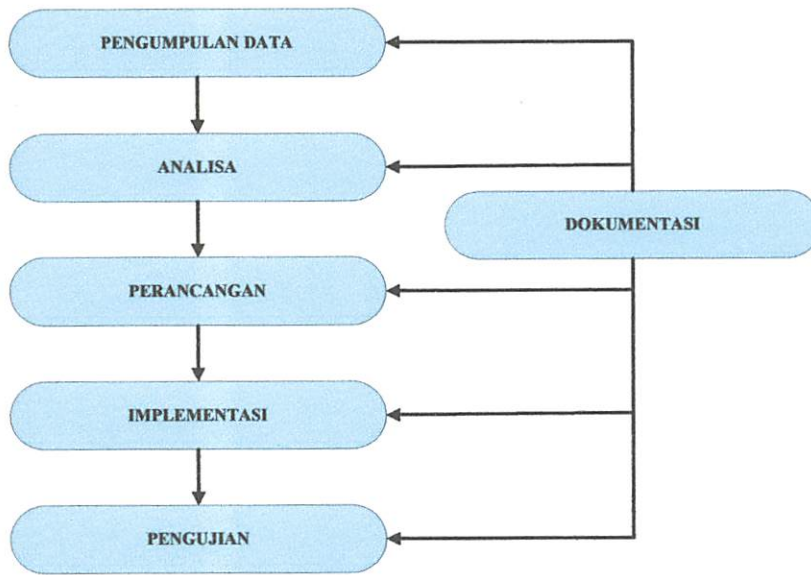 PENGUMPULAN DATA
ANALISA
DOKUMENTASI
PERANCANGAN
IMPLEMENTASI
PENGUJIAN